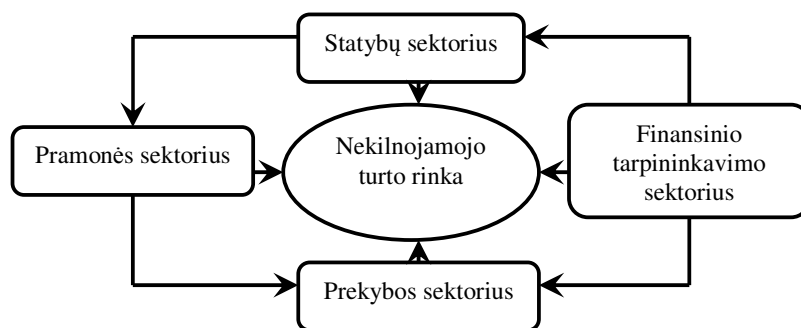 Statybų sektorius
Pramonės sektorius
Nekilnojamojo
turto rinka
Finansinio
tarpininkavimo
sektorius
Prekybos sektorius